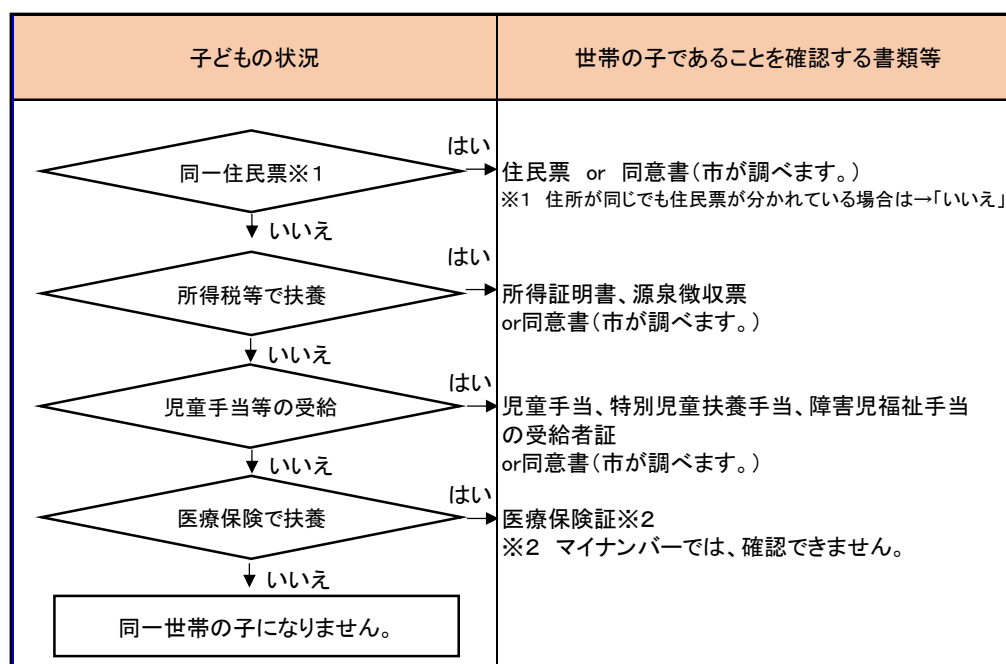 子どもの状況
世帯の子であることを確認する書類等
同一住民票※1
はい
住民票 or 同意書(市が調べます。)
※1 住所が同じでも住民票が分かれている場合は→「いいえ」
いいえ
所得税等で扶養
はい
所得証明書、源泉徴収票
or同意書(市が調べます。)
いいえ
児童手当等の受給
はい
児童手当、特別児童扶養手当、障害児福祉手当
の受給者証
or同意書(市が調べます。)
いいえ
医療保険で扶養
はい
医療保険証※2
※2 マイナンバーでは、確認できません。
いいえ
同一世帯の子になりません。